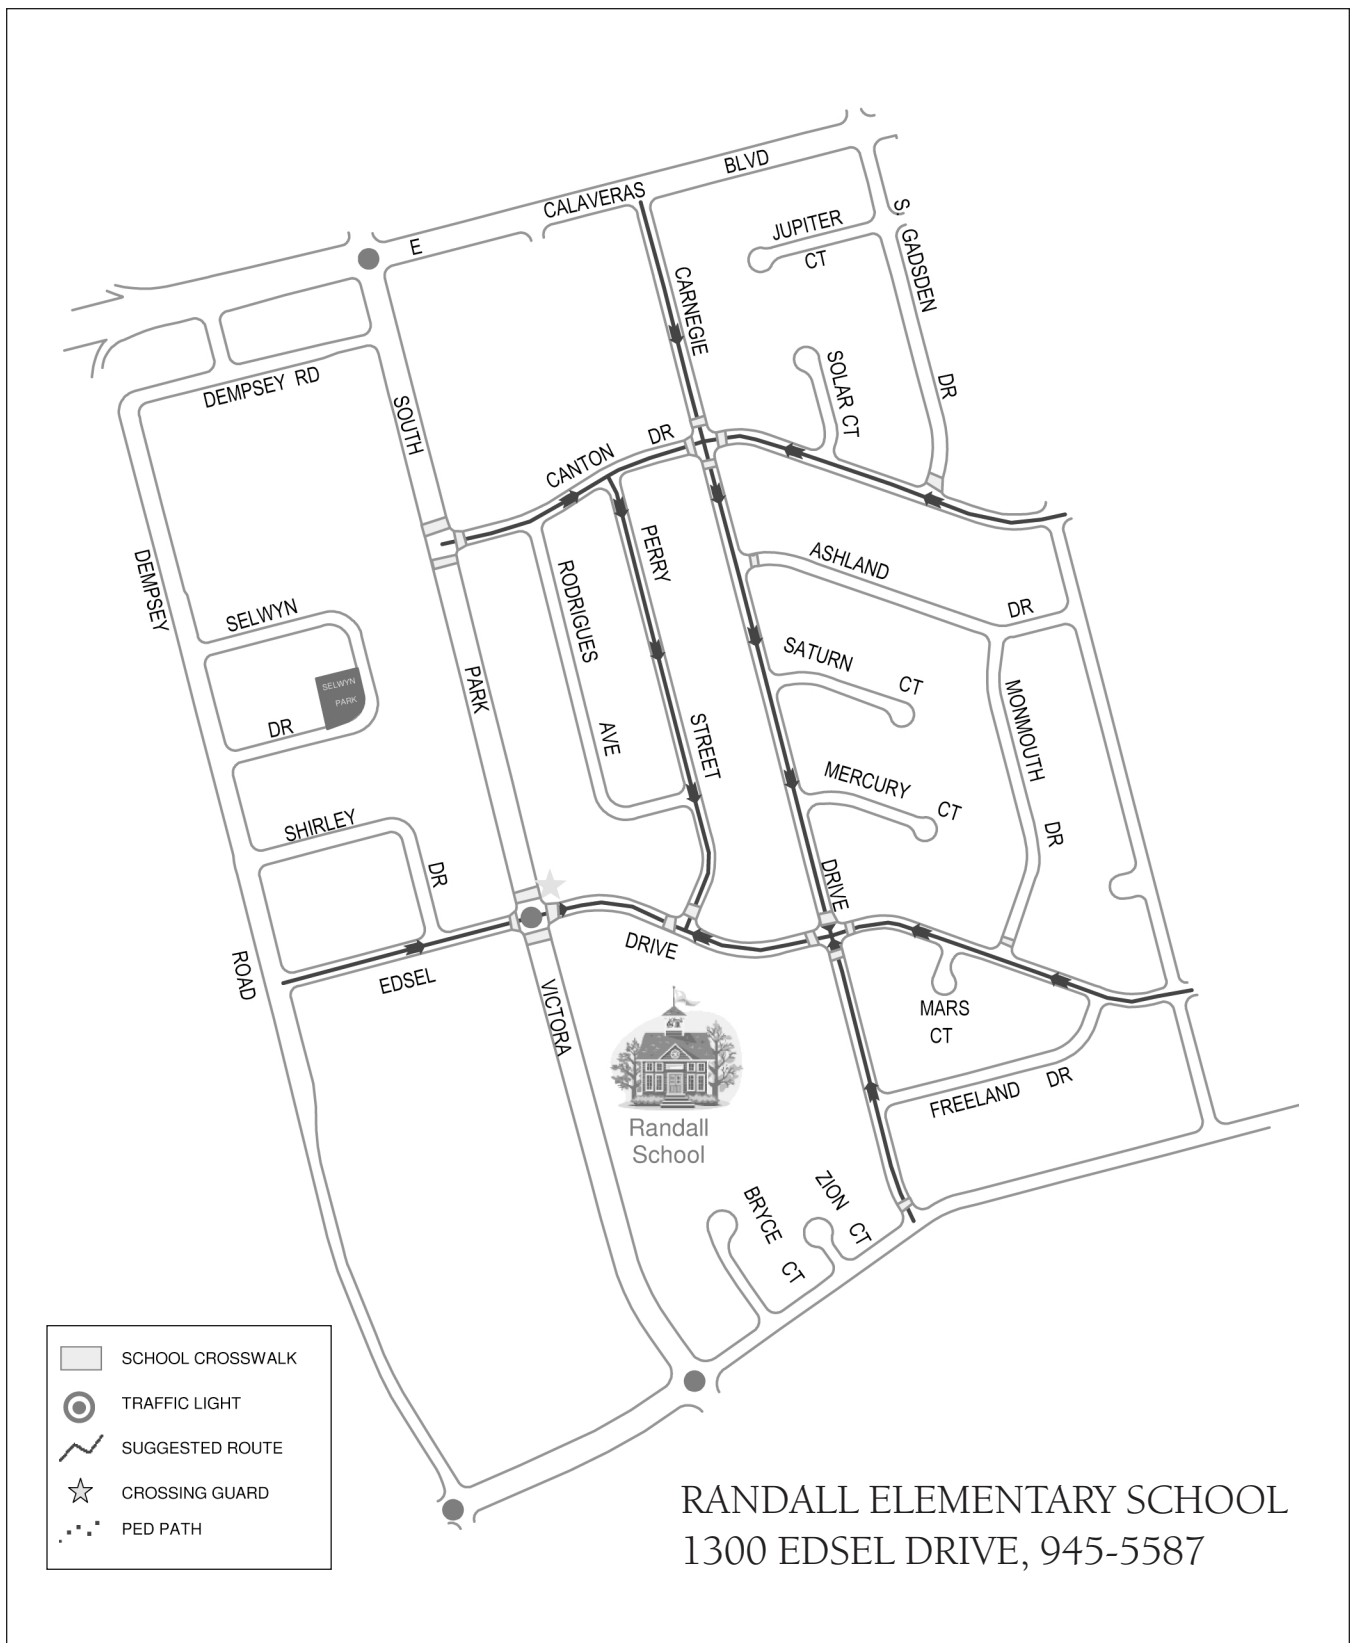 BLVD
CALAVERAS
E
JUPITER
CT
S.
GADSDEN
DR
CARNEGIE
SOLAR CT
DEMPSEY RD
SOUTH
CANTON
DR
PERRY
STREET
ASHLAND
DR
DEMPSEY
ROAD
RODRIGUES
AVE
SELWYN
DR
SELWYN
PARK
PARK
SATURN
CT
MONMOUTH
DR
MERCURY
CT
SHIRLEY
DR
DRIVE
DRIVE
EDSEL
VICTORA
MARS
CT
FREELAND DR
Randall
School
BRYCE
CT
ZION
CT
SCHOOL CROSSWALK
TRAFFIC LIGHT
SUGGESTED ROUTE
CROSSING GUARD
PED PATH
RANDALL ELEMENTARY SCHOOL
1300 EDSEL DRIVE, 945-5587